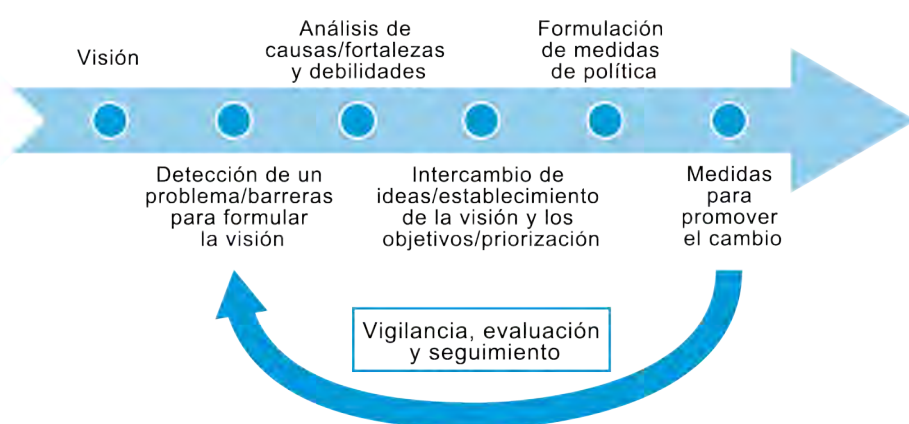 Visión
Análisis de
causas/fortalezas
y debilidades
Formulación
de medidas
de política
Detección de un
problema/barreras
para formular
la visión
Intercambio de
ideas/establecimiento
de la visión y los
objetivos/priorización
Medidas
para
promover
el cambio
Vigilancia, evaluación
y seguimiento